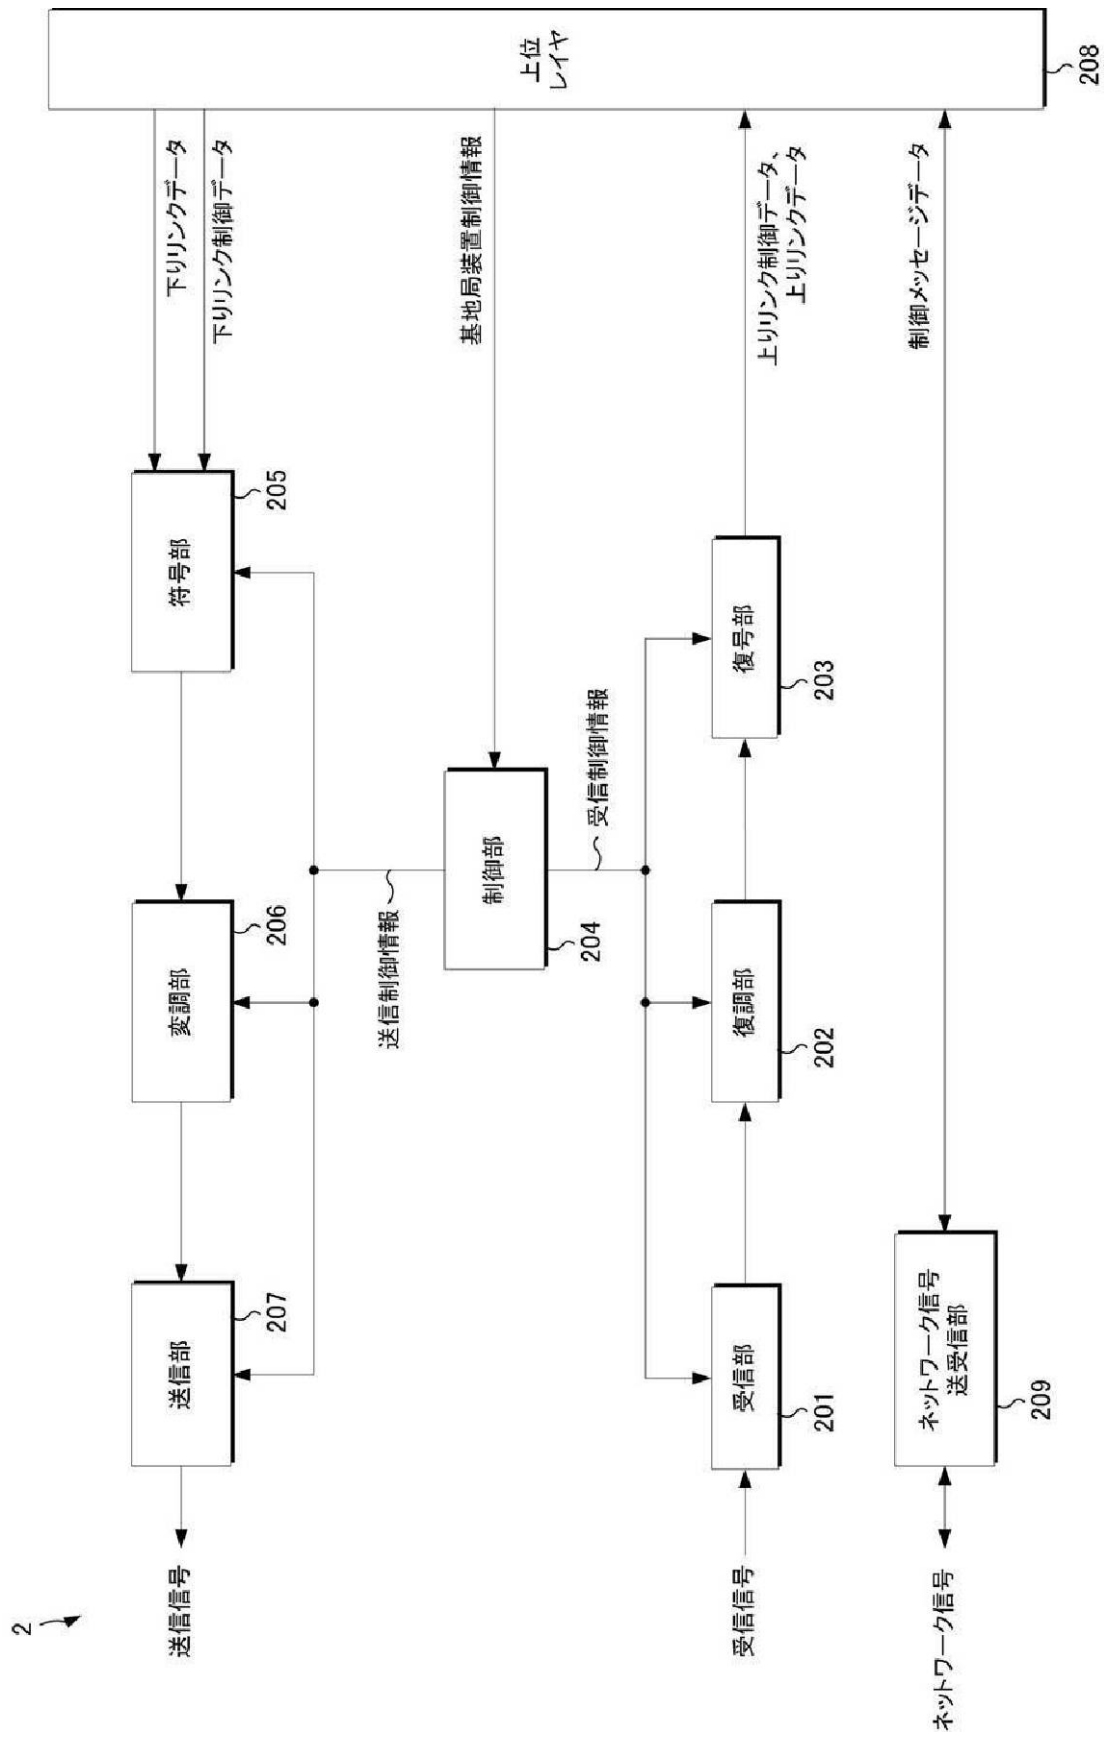 2
送信信号
送信部
207
変調部
206
符号部
205
下りリンクデータ
下りリンク制御データ
送信制御情報
制御部
204
基地局装置制御情報
受信制御情報
受信信号
受信部
201
復調部
202
復号部
203
上りリンク制御データ、
上りリンクデータ
ネットワーク信号
ネットワーク信号
送受信部
209
制御メッセージデータ
上位
レイヤ
208